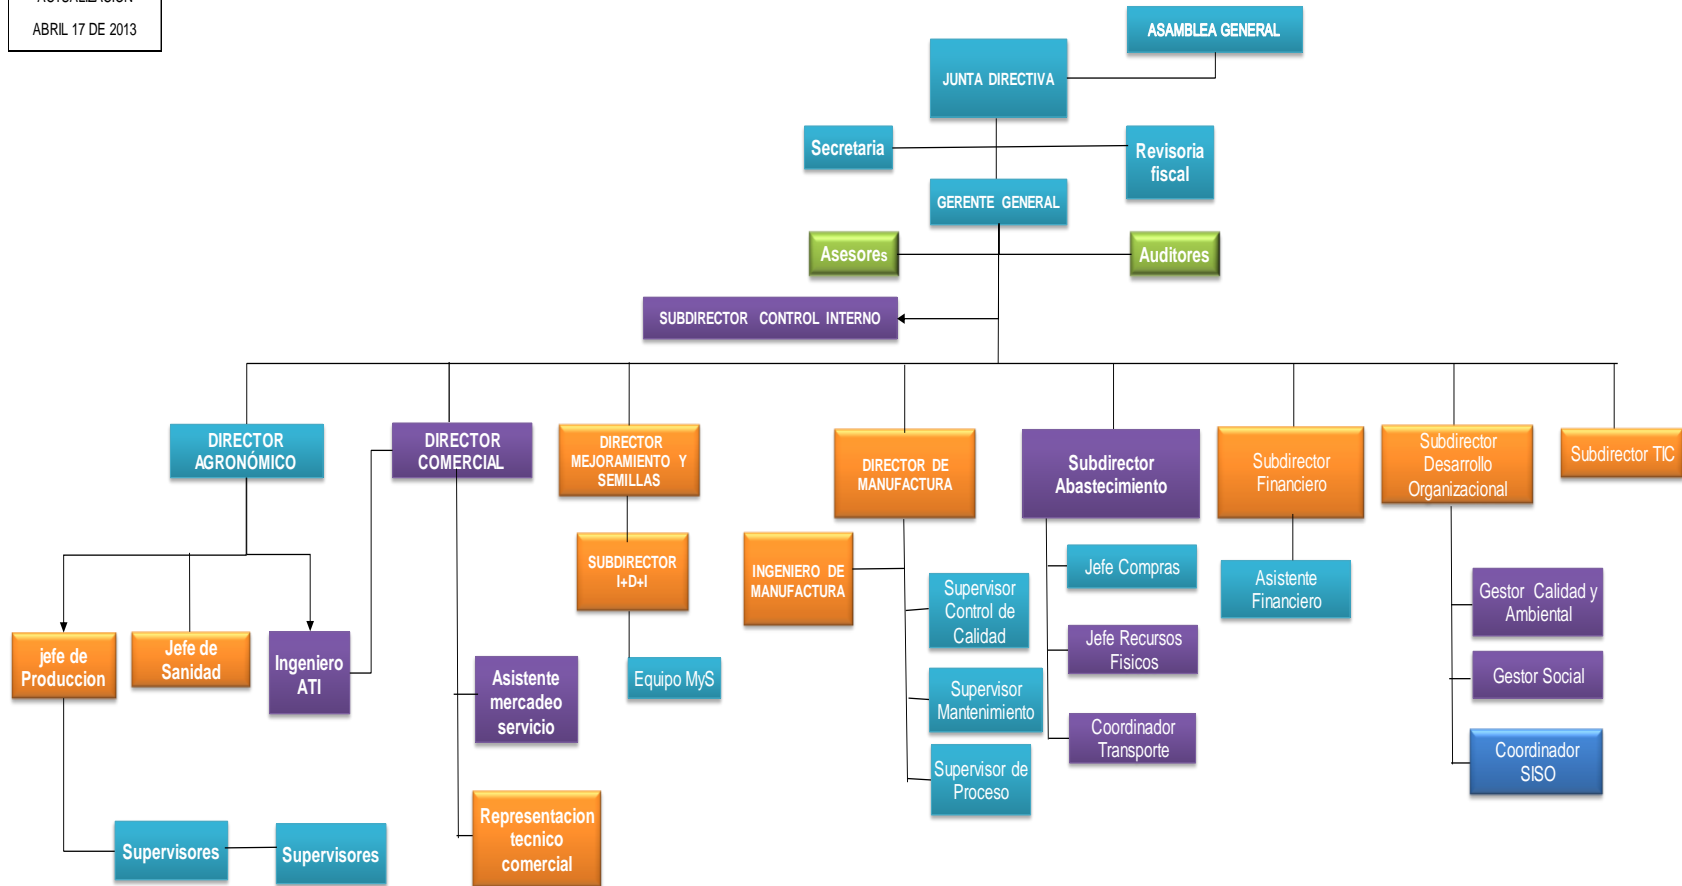 ACTUALIZACION
ABRIL 17 DE 2013
ASAMBLEA GENERAL
JUNTA DIRECTIVA
Secretaria
Revisoria
fiscal
GERENTE GENERAL
Asesores
Auditores
SUBDIRECTOR CONTROL INTERNO
DIRECTOR
AGRONÓMICO
DIRECTOR
COMERCIAL
DIRECTOR
MEJORAMIENTO Y
SEMILLAS
DIRECTOR DE
MANUFACTURA
Subdirector
Abastecimiento
Subdirector
Financiero
Subdirector
Desarrollo
Organizacional
Subdirector TIC
SUBDIRECTOR
I+D+I
INGENIERO DE
MANUFACTURA
Jefe Compras
Asistente
Financiero
Supervisor
Control de
Calidad
Gestor Calidad y
Ambiental
jefe de
Produccion
Jefe de
Sanidad
Ingeniero
ATI
Jefe Recursos
Fisicos
Asistente
mercadeo
servicio
Equipo MyS
Supervisor
Mantenimiento
Gestor Social
Coordinador
Transporte
Supervisor de
Proceso
Coordinador
SISO
Representacion
tecnico
comercial
Supervisores
Supervisores